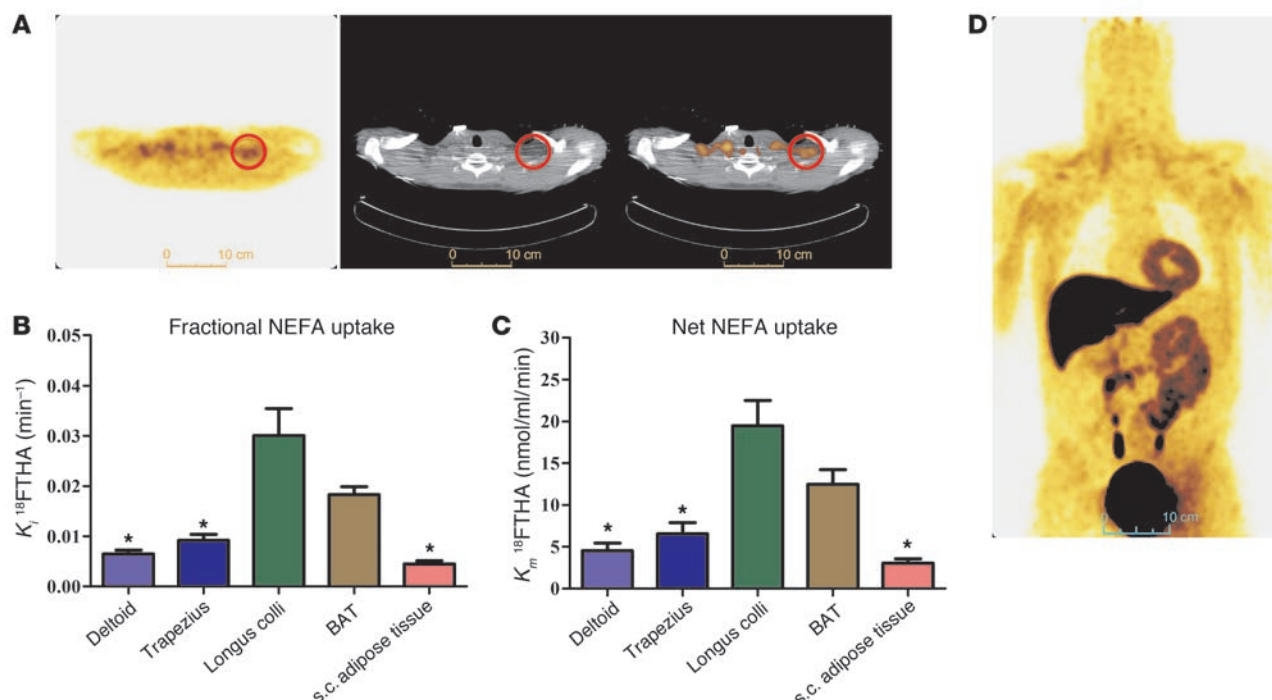 A
D
0 10 cm
0 10 cm
0 10 cm
B
Fractional NEFA uptake
Kᵢ ¹⁸FTHA (min⁻¹)
0.05
0.04
0.03
0.02
0.01
0.00
* * *
Deltoid
Trapezius
Longus colli
BAT
s.c. adipose tissue
C
Net NEFA uptake
Kₘ ¹⁸FTHA (nmol/ml/min)
30
25
20
15
10
5
0
* * *
Deltoid
Trapezius
Longus colli
BAT
s.c. adipose tissue
0 10 cm